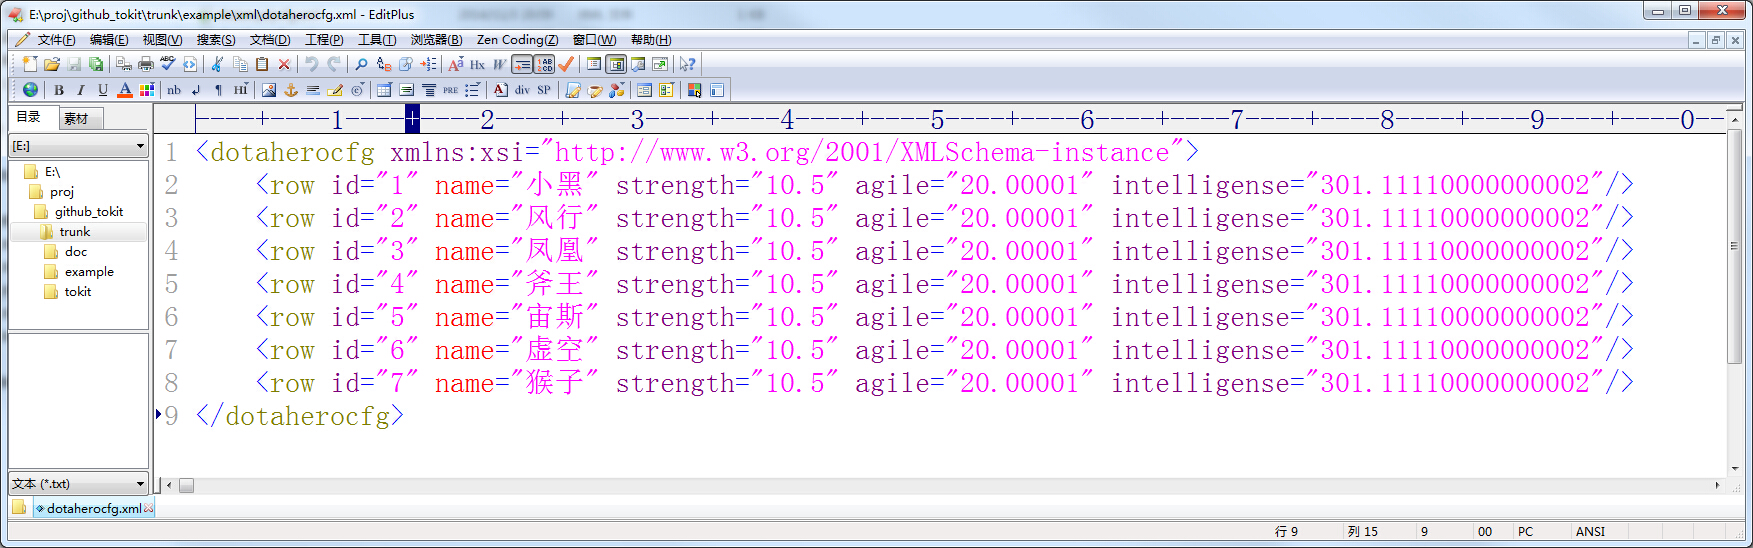 E:\proj\github_tokit\trunk\example\xml\dotaherocfg.xml - EditPlus
文件(F) 编辑(E) 视图(V) 搜索(S) 文档(D) 工程(P) 工具(T) 浏览器(B) Zen Coding(Z) 窗口(W) 帮助(H)
B I U A nb ¶ HI PRE A div SP
目录 素材
[E:]
E:\
proj
github_tokit
trunk
doc
example
tokit
文本 (*.txt)
----+----1----+----2----+----3----+----4----+----5----+----6----+----7----+----8----+----9----+----0--
1 <dotaherocfg xmlns:xsi="http://www.w3.org/2001/XMLSchema-instance">
2 <row id="1" name="小黑" strength="10.5" agile="20.00001" intelligense="301.11110000000002"/>
3 <row id="2" name="风行" strength="10.5" agile="20.00001" intelligense="301.11110000000002"/>
4 <row id="3" name="凤凰" strength="10.5" agile="20.00001" intelligense="301.11110000000002"/>
5 <row id="4" name="斧王" strength="10.5" agile="20.00001" intelligense="301.11110000000002"/>
6 <row id="5" name="宙斯" strength="10.5" agile="20.00001" intelligense="301.11110000000002"/>
7 <row id="6" name="虚空" strength="10.5" agile="20.00001" intelligense="301.11110000000002"/>
8 <row id="7" name="猴子" strength="10.5" agile="20.00001" intelligense="301.11110000000002"/>
9 </dotaherocfg>
dotaherocfg.xml
行 9 列 15 9 00 PC ANSI